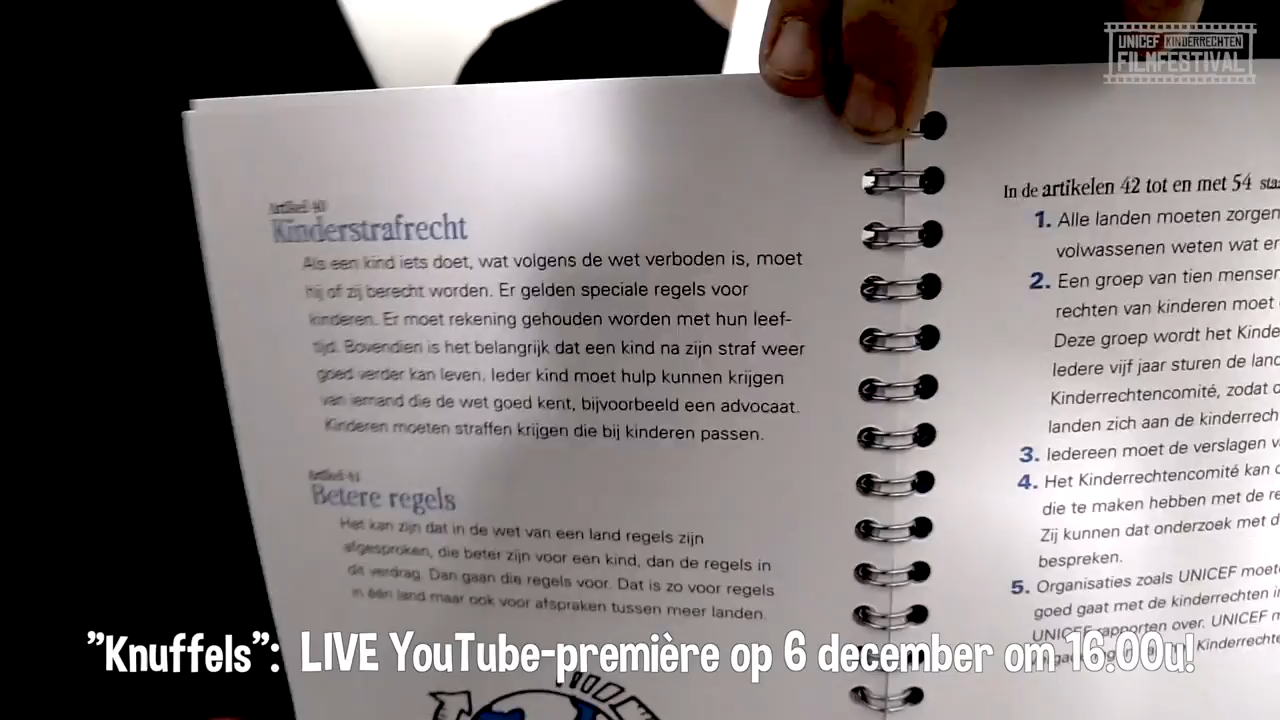 UNICEF KINDERRECHTEN
FILMFESTIVAL
Artikel 40
Kinderstrafrecht
Als een kind iets doet, wat volgens de wet verboden is, moet
hij of zij berecht worden. Er gelden speciale regels voor
kinderen. Er moet rekening gehouden worden met hun leef-
tijd. Bovendien is het belangrijk dat een kind na zijn straf weer
goed verder kan leven. Ieder kind moet hulp kunnen krijgen
van iemand die de wet goed kent, bijvoorbeeld een advocaat.
Kinderen moeten straffen krijgen die bij kinderen passen.
Artikel 41
Betere regels
Het kan zijn dat in de wet van een land regels zijn
afgesproken, die beter zijn voor een kind, dan de regels in
dit verdrag. Dan gaan die regels voor. Dat is zo voor regels
in één land maar ook voor afspraken tussen meer landen.
In de artikelen 42 tot en met 54
1. Alle landen moeten zorgen
volwassenen weten wat
2. Een groep van tien mensen
rechten van kinderen moet
Deze groep wordt het
Iedere vijf jaar sturen de
Kinderrechtencomité, zodat
landen zich aan de
3. Iedereen moet de verslagen
4. Het Kinderrechtencomité kan
die te maken hebben met de
Zij kunnen dat onderzoek met
bespreken.
5. Organisaties zoals UNICEF
goed gaat met de kinderrechten
UNICEF rapporten over. UNICEF
"Knuffels": LIVE YouTube-première op 6 december om 16.00u!